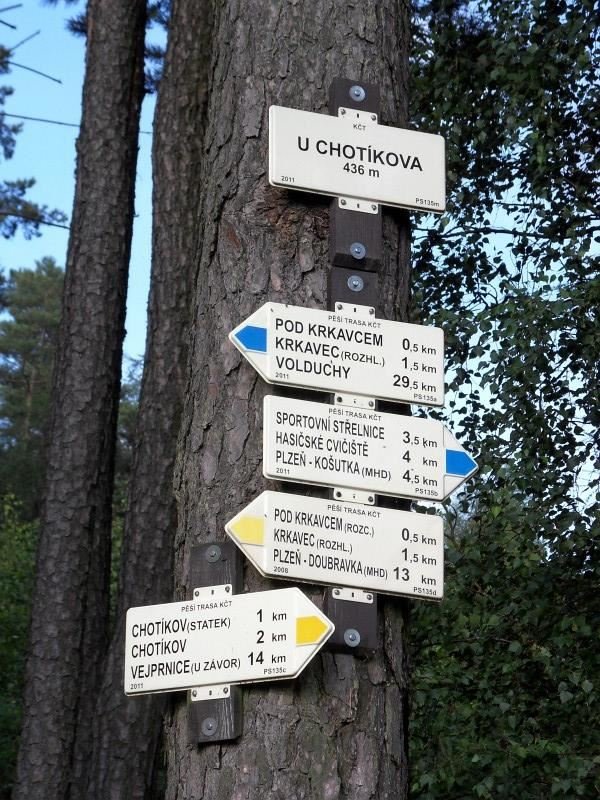 KČT
U CHOTÍKOVA
436 m
2011 PS135m
PĚŠÍ TRASA KČT
POD KRKAVCEM 0,5 KM
KRKAVEC (ROZHL.) 1,5 KM
VOLDUCHY 29,5 KM
2011 PS135a
PĚŠÍ TRASA KČT
SPORTOVNÍ STŘELNICE 3,5 KM
HASIČSKÉ CVIČIŠTĚ 4 KM
PLZEŇ - KOŠUTKA (MHD) 4,5 KM
2011 PS135b
PĚŠÍ TRASA KČT
POD KRKAVCEM (ROZC.) 0,5 KM
KRKAVEC (ROZHL.) 1,5 KM
PLZEŇ - DOUBRAVKA (MHD) 13 KM
2008 PS135d
PĚŠÍ TRASA KČT
CHOTÍKOV (STATEK) 1 KM
CHOTÍKOV 2 KM
VEJPRNICE (U ZÁVOR) 14 KM
2011 PS135c